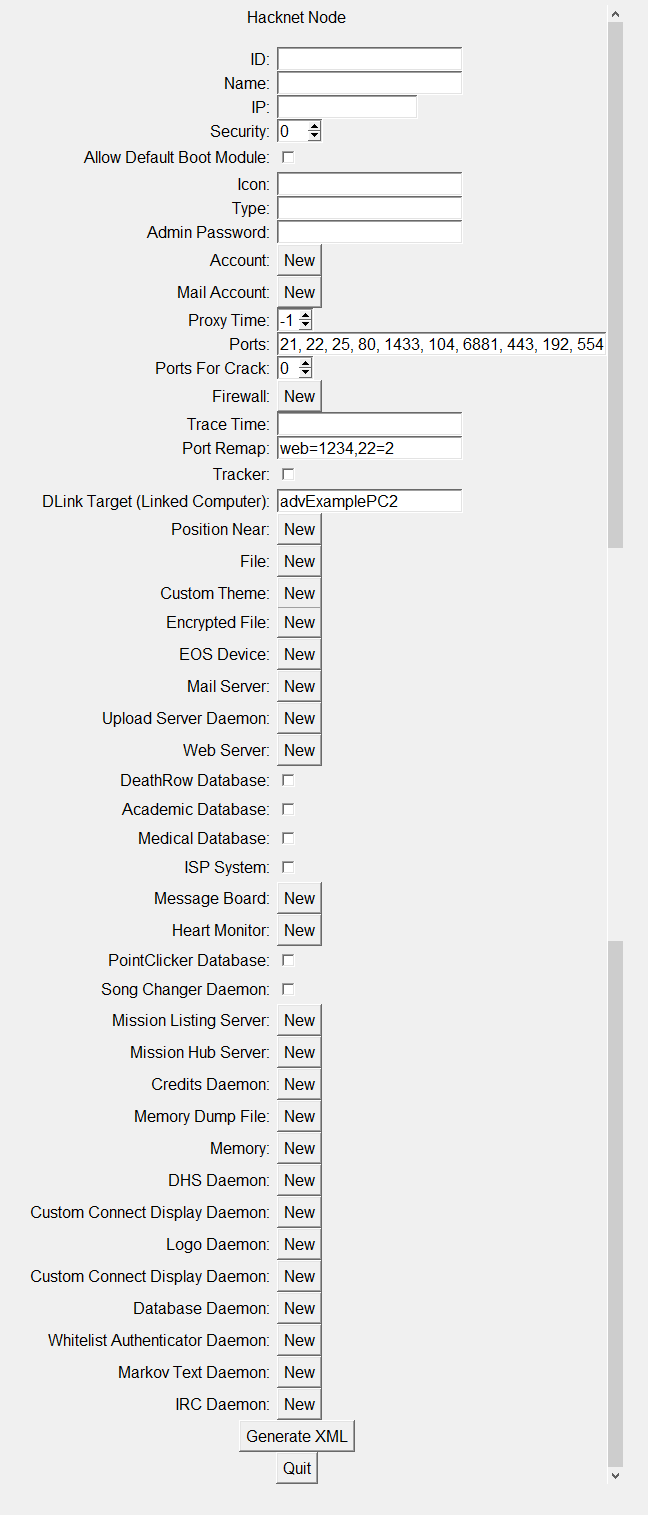 Hacknet Node
ID:
Name:
IP:
Security: 0
Allow Default Boot Module:
Icon:
Type:
Admin Password:
Account: New
Mail Account: New
Proxy Time: -1
Ports: 21, 22, 25, 80, 1433, 104, 6881, 443, 192, 554
Ports For Crack: 0
Firewall: New
Trace Time:
Port Remap: web=1234,22=2
Tracker:
DLink Target (Linked Computer): advExamplePC2
Position Near: New
File: New
Custom Theme: New
Encrypted File: New
EOS Device: New
Mail Server: New
Upload Server Daemon: New
Web Server: New
DeathRow Database:
Academic Database:
Medical Database:
ISP System:
Message Board: New
Heart Monitor: New
PointClicker Database:
Song Changer Daemon:
Mission Listing Server: New
Mission Hub Server: New
Credits Daemon: New
Memory Dump File: New
Memory: New
DHS Daemon: New
Custom Connect Display Daemon: New
Logo Daemon: New
Custom Connect Display Daemon: New
Database Daemon: New
Whitelist Authenticator Daemon: New
Markov Text Daemon: New
IRC Daemon: New
Generate XML
Quit